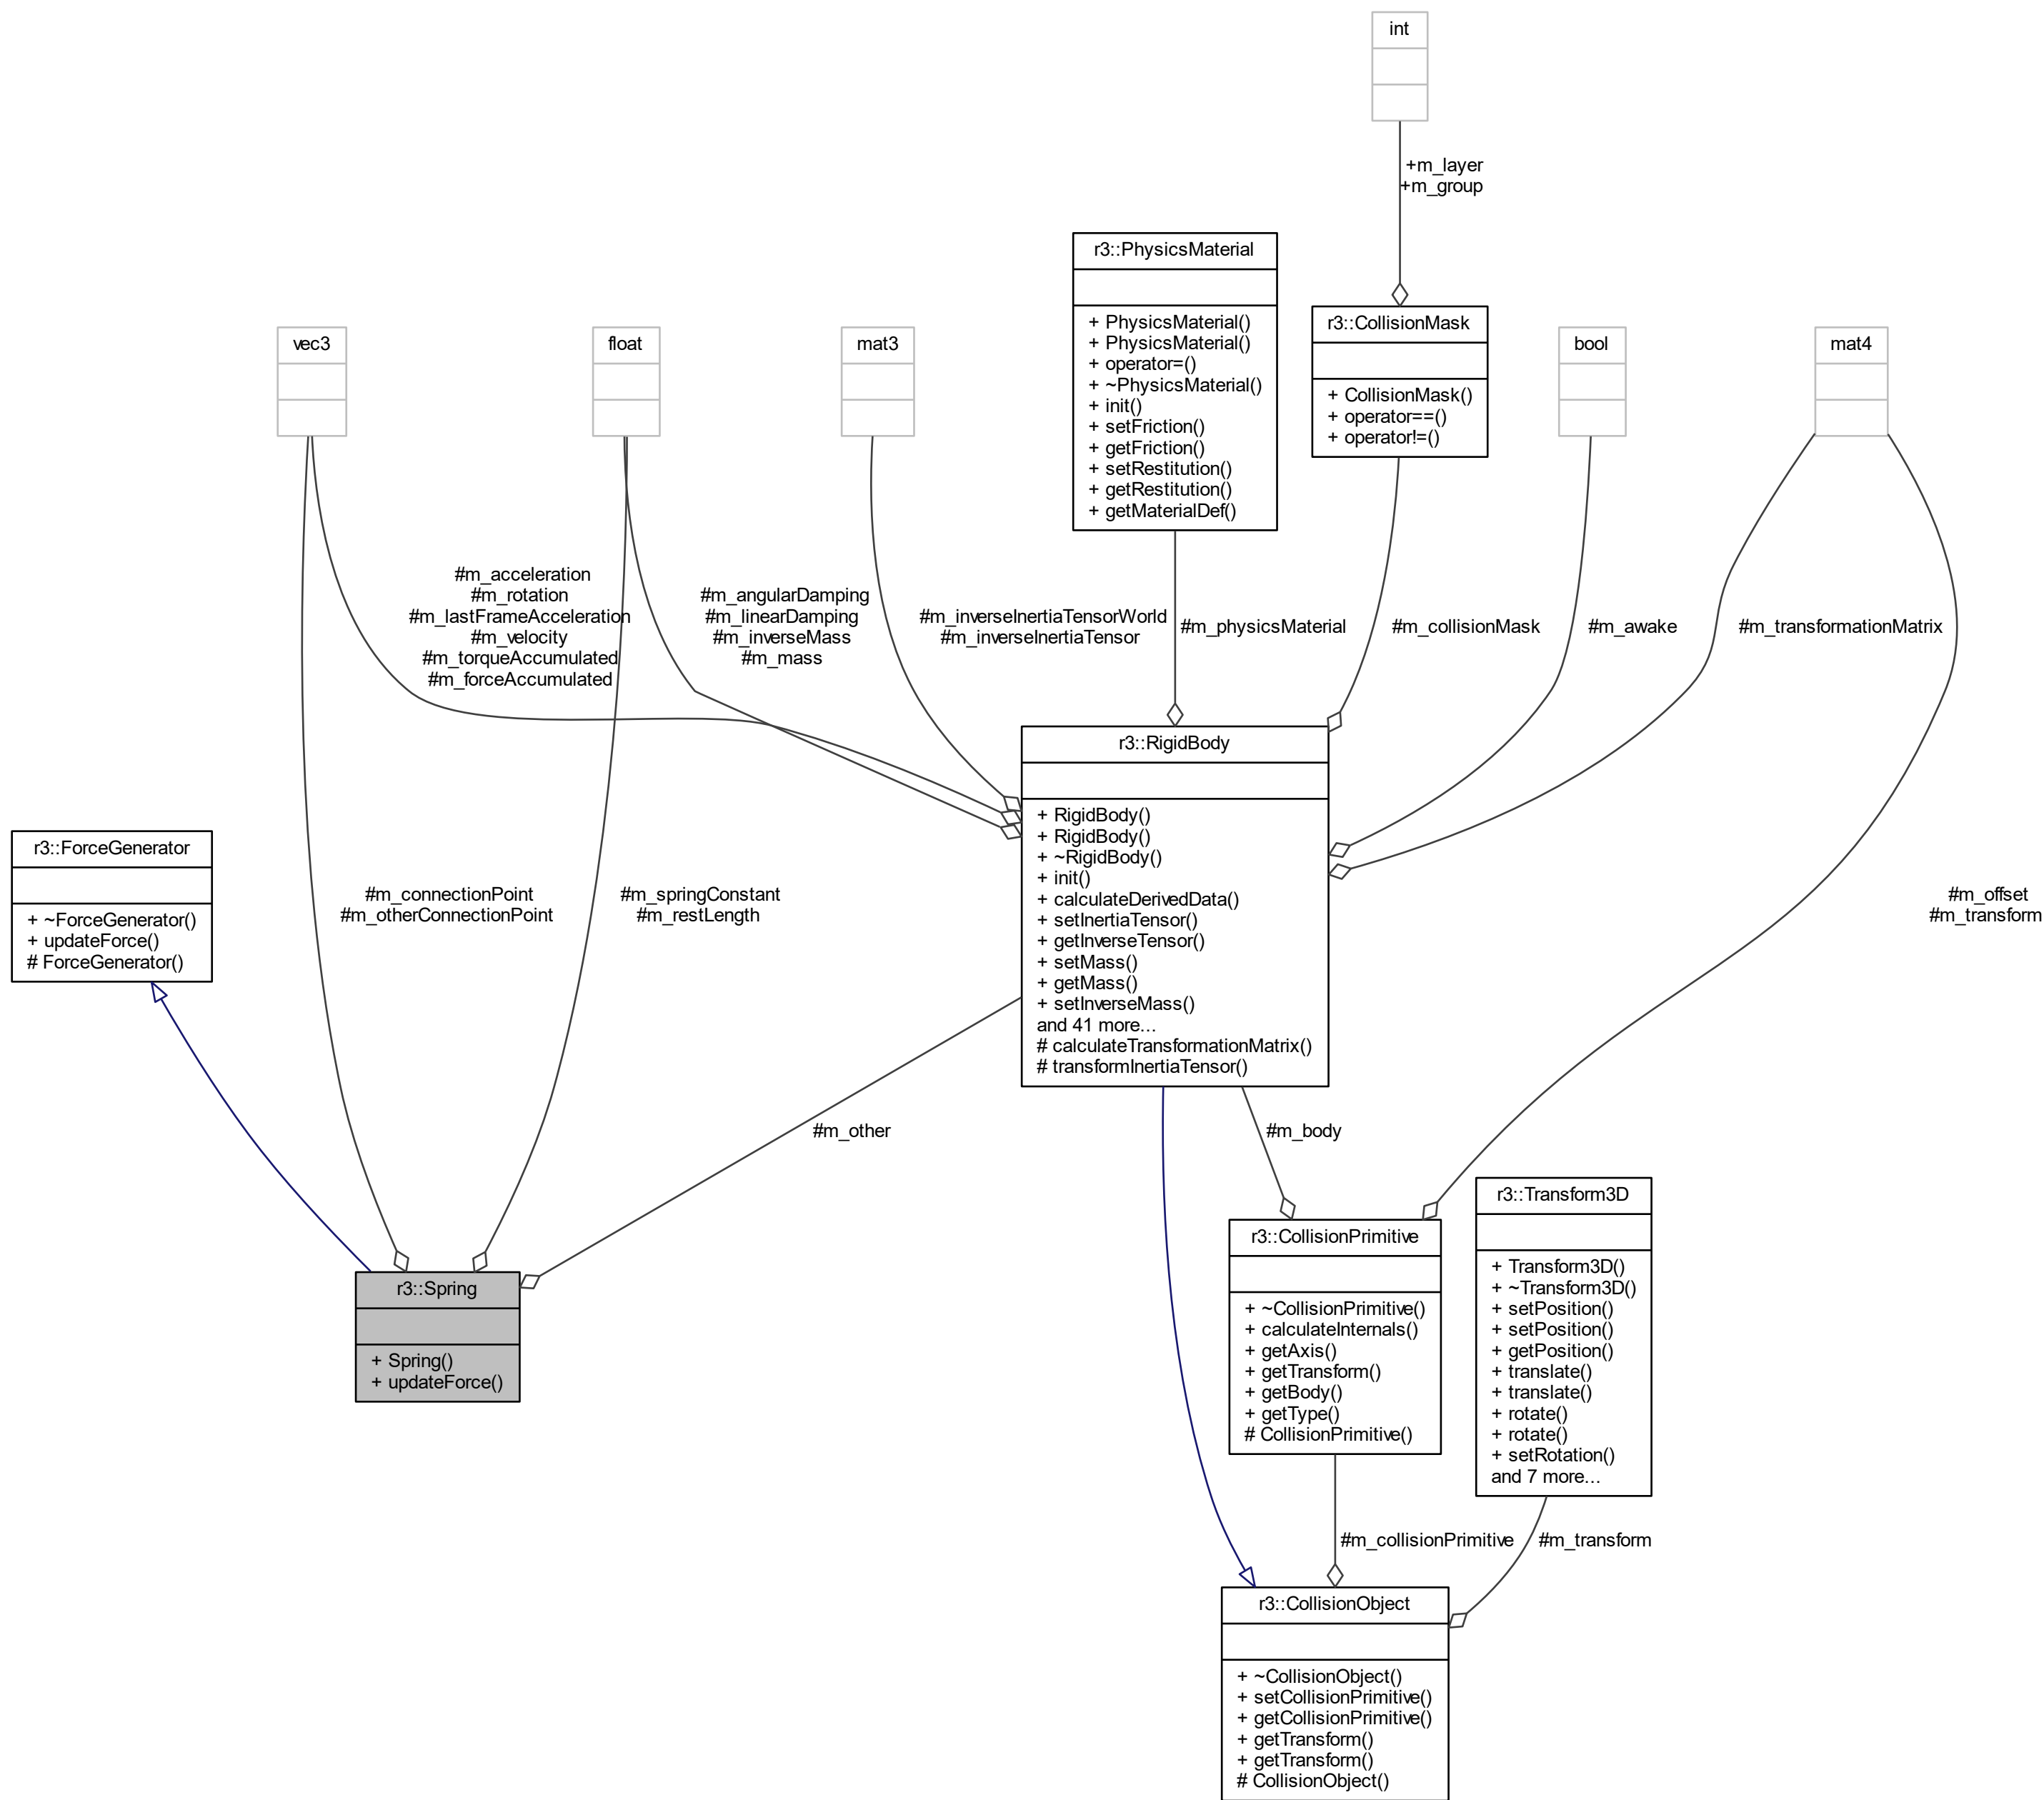 int
+m_layer
+m_group
r3::PhysicsMaterial
+ PhysicsMaterial()
+ PhysicsMaterial()
+ operator=()
+ ~PhysicsMaterial()
+ init()
+ setFriction()
+ getFriction()
+ setRestitution()
+ getRestitution()
+ getMaterialDef()
r3::CollisionMask
+ CollisionMask()
+ operator==()
+ operator!=()
vec3
float
mat3
bool
mat4
#m_acceleration
#m_rotation
#m_lastFrameAcceleration
#m_velocity
#m_torqueAccumulated
#m_forceAccumulated
#m_angularDamping
#m_linearDamping
#m_inverseMass
#m_mass
#m_inverseInertiaTensorWorld
#m_inverseInertiaTensor
#m_physicsMaterial
#m_collisionMask
#m_awake
#m_transformationMatrix
r3::RigidBody
+ RigidBody()
+ RigidBody()
+ ~RigidBody()
+ init()
+ calculateDerivedData()
+ setInertiaTensor()
+ getInverseTensor()
+ setMass()
+ getMass()
+ setInverseMass()
and 41 more...
# calculateTransformationMatrix()
# transformInertiaTensor()
r3::ForceGenerator
+ ~ForceGenerator()
+ updateForce()
# ForceGenerator()
#m_connectionPoint
#m_otherConnectionPoint
#m_springConstant
#m_restLength
#m_offset
#m_transform
#m_other
#m_body
r3::Spring
+ Spring()
+ updateForce()
r3::CollisionPrimitive
+ ~CollisionPrimitive()
+ calculateInternals()
+ getAxis()
+ getTransform()
+ getBody()
+ getType()
# CollisionPrimitive()
r3::Transform3D
+ Transform3D()
+ ~Transform3D()
+ setPosition()
+ setPosition()
+ getPosition()
+ translate()
+ translate()
+ rotate()
+ rotate()
+ setRotation()
and 7 more...
#m_collisionPrimitive
#m_transform
r3::CollisionObject
+ ~CollisionObject()
+ setCollisionPrimitive()
+ getCollisionPrimitive()
+ getTransform()
+ getTransform()
# CollisionObject()